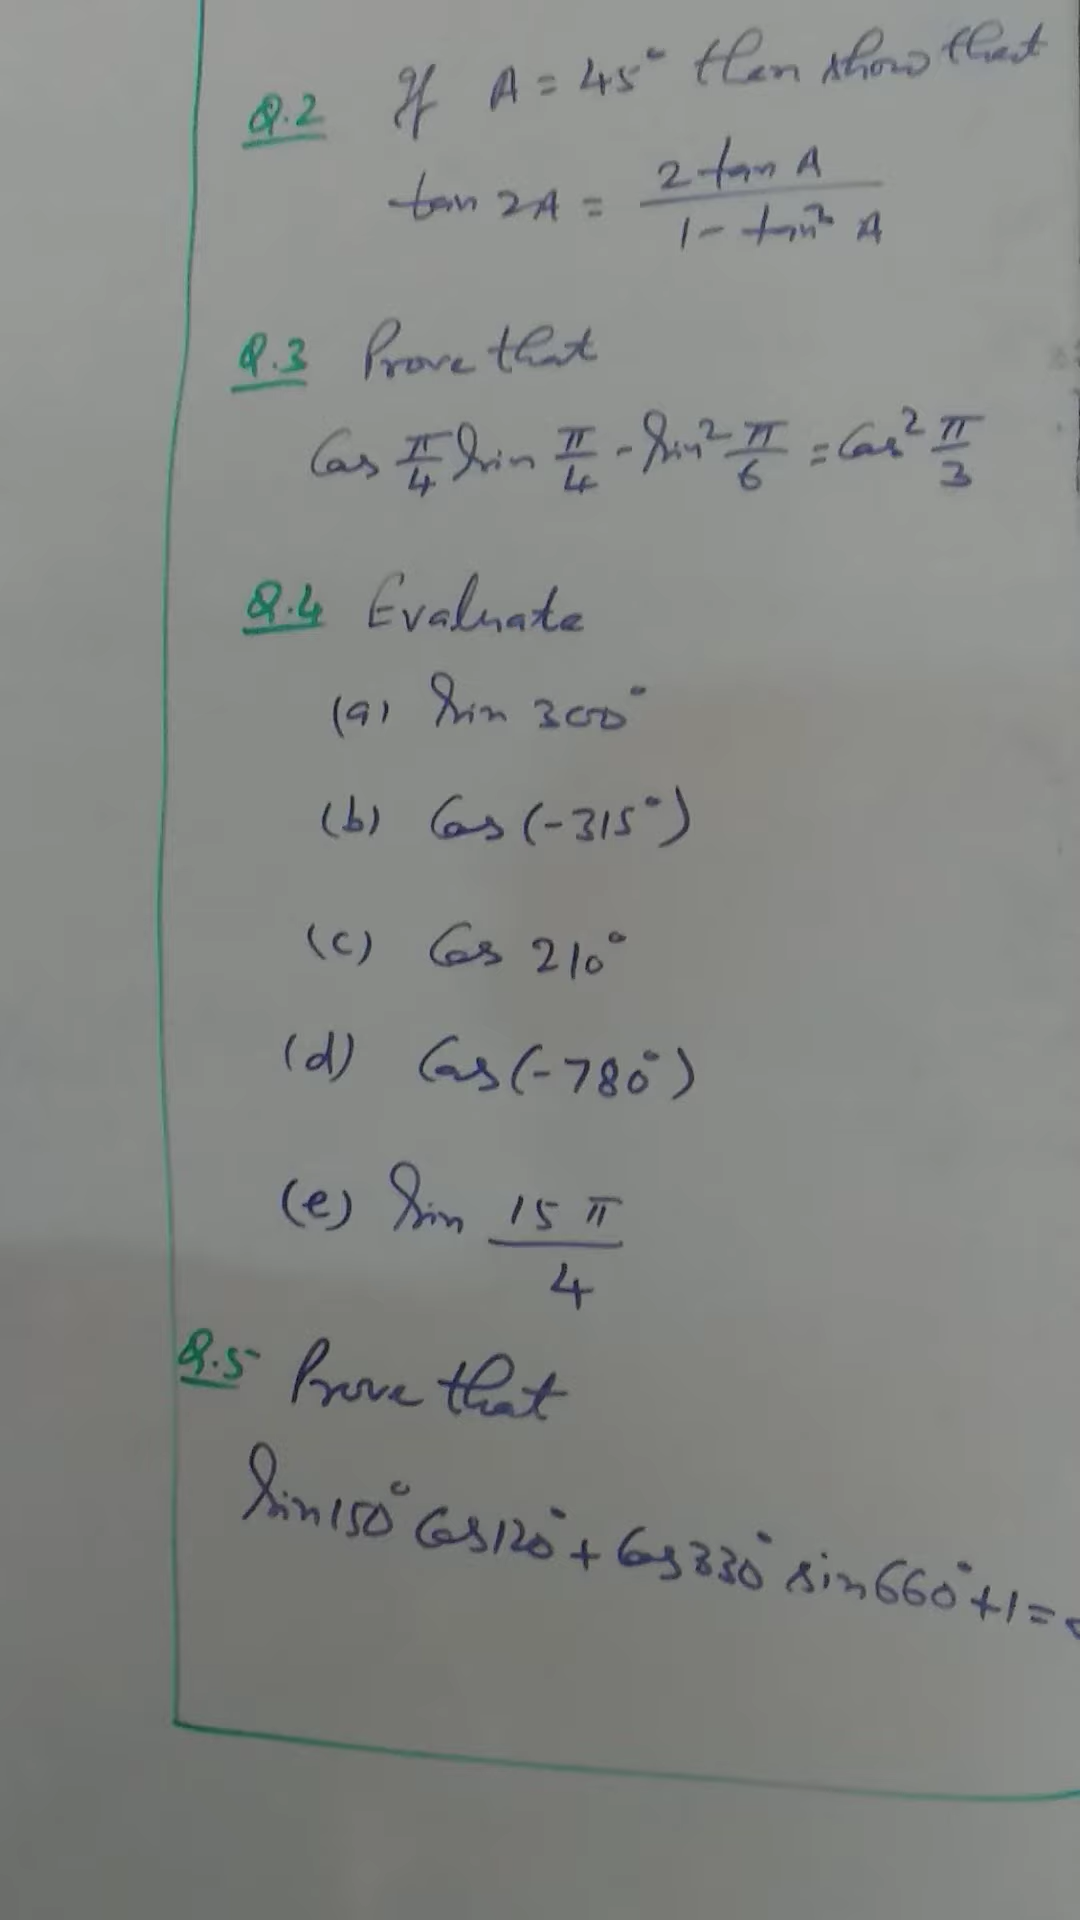 Q.2 If A = 45° then show that
tan 2A = 2 tan A / 1 - tan² A
Q.3 Prove that
Cos π/4 Sin π/4 - Sin² π/6 = Cos² π/3
Q.4 Evaluate
(a) Sin 300°
(b) Cos (-315°)
(c) Cos 210°
(d) Cos (-780°)
(e) Sin 15π/4
Q.5 Prove that
Sin 150° Cos 120° + Cos 330° sin 660° + 1 =